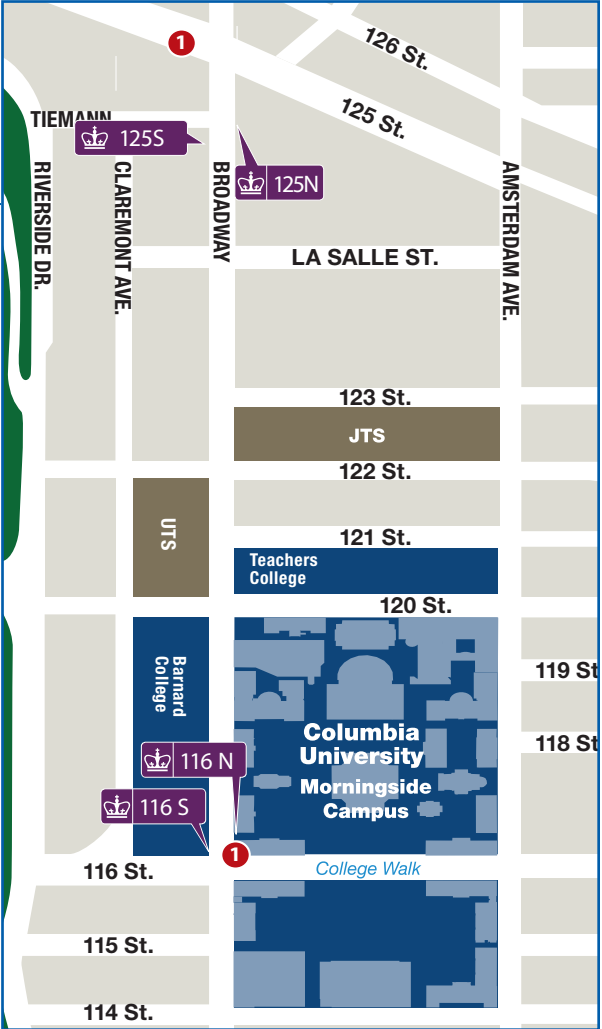 1
126 St.
125 St.
TIEMANN
125S
125N
RIVERSIDE DR.
CLAREMONT AVE.
BROADWAY
AMSTERDAM AVE.
LA SALLE ST.
123 St.
JTS
122 St.
UTS
121 St.
Teachers
College
120 St.
Barnard
College
119 St
118 St
Columbia
University
Morningside
Campus
116 N
116 S
1
116 St.
College Walk
115 St.
114 St.